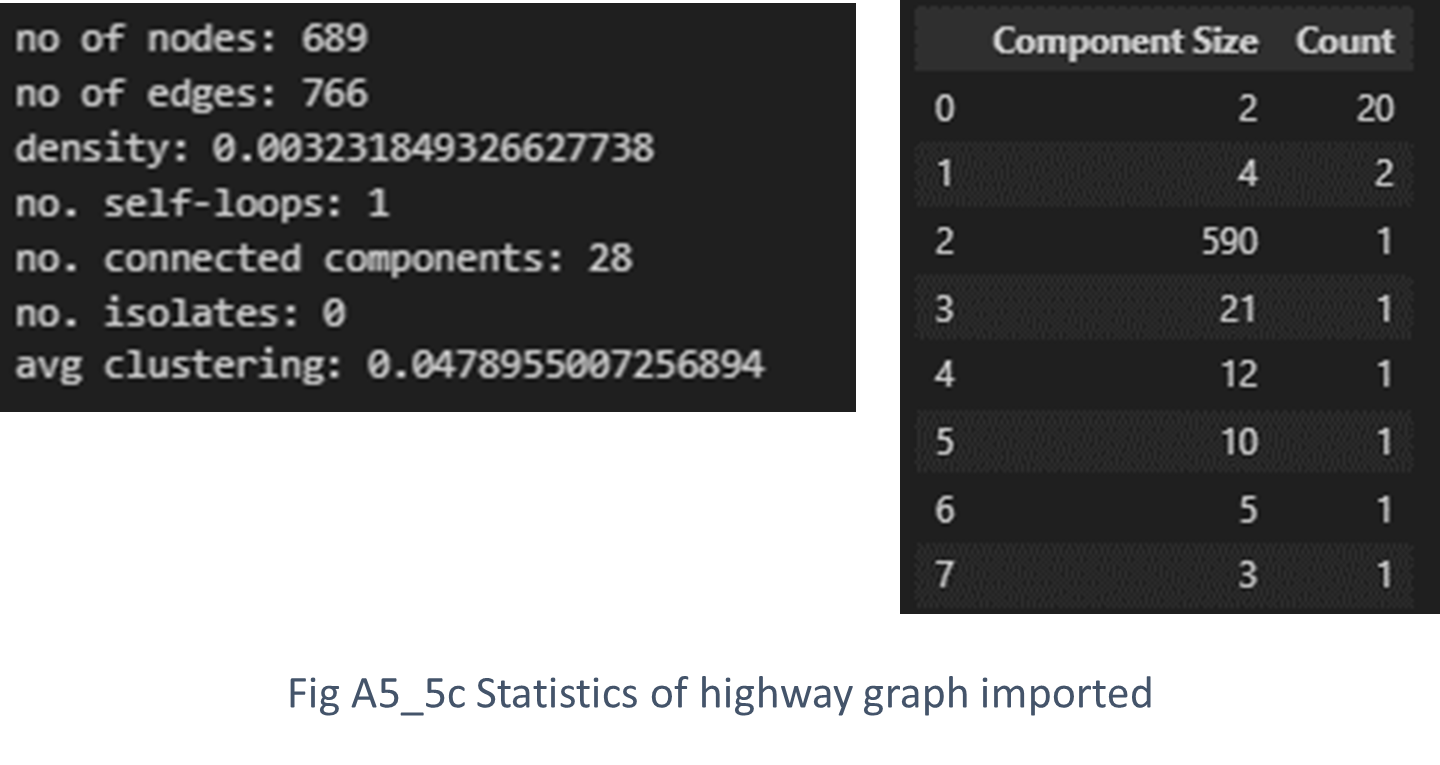 no of nodes: 689
no of edges: 766
density: 0.003231849326627738
no. self-loops: 1
no. connected components: 28
no. isolates: 0
avg clustering: 0.0478955007256894
Component Size Count
0 2 20
1 4 2
2 590 1
3 21 1
4 12 1
5 10 1
6 5 1
7 3 1
Fig A5_5c Statistics of highway graph imported